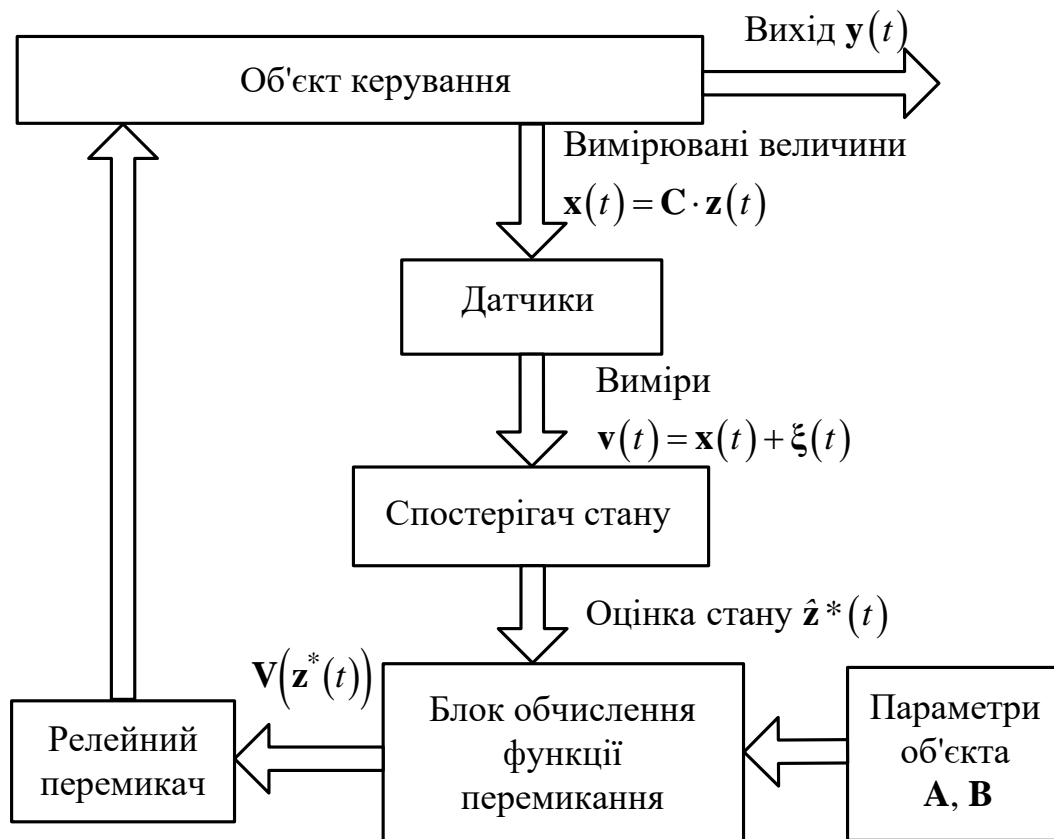 Вихід y(t)
Об'єкт керування
Вимірювані величини
x(t) = C · z(t)
Датчики
Виміри
v(t) = x(t) + ξ(t)
Спостерігач стану
Оцінка стану ẑ*(t)
V(z*(t))
Блок обчислення
функції
перемикання
Релейний
перемикач
Параметри
об'єкта
A, B